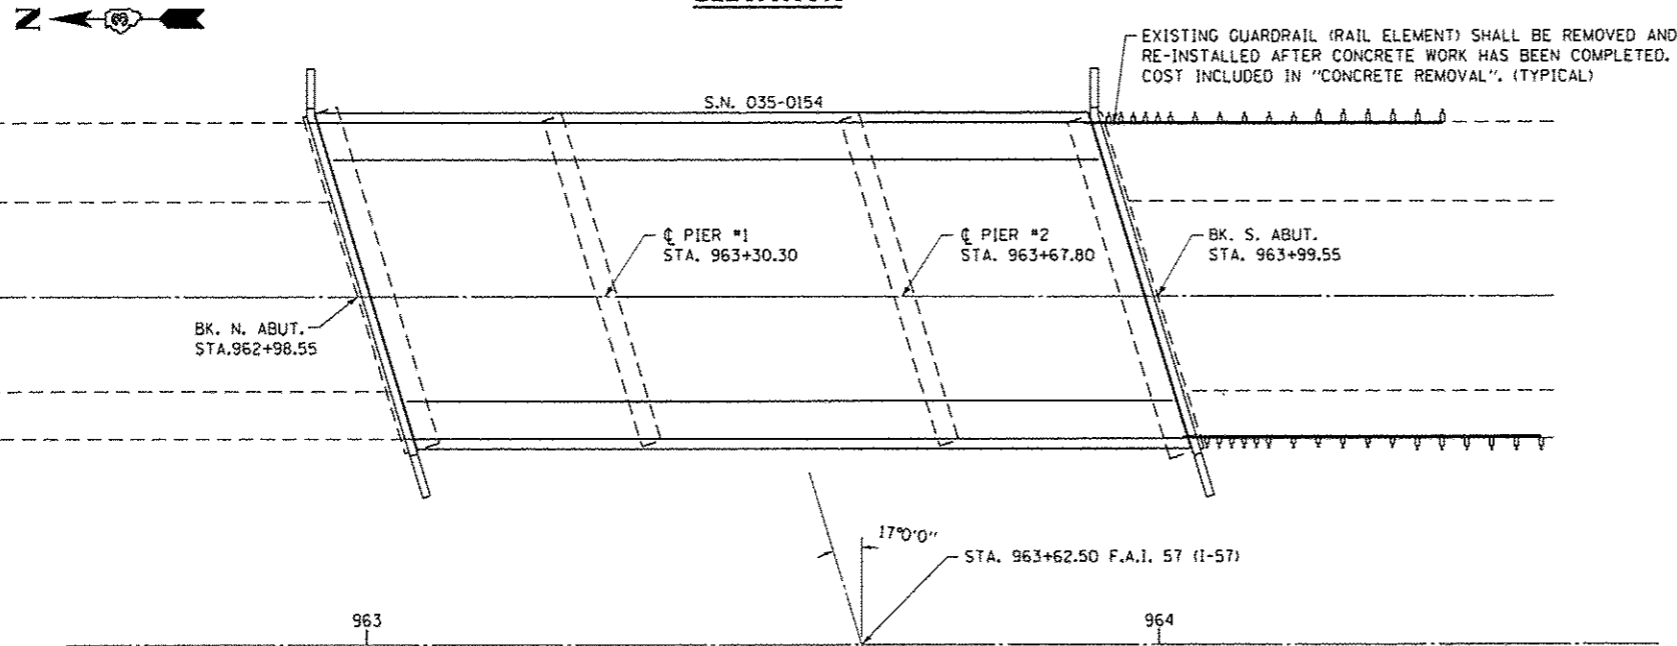 Z
EXISTING GUARDRAIL (RAIL ELEMENT) SHALL BE REMOVED AND
RE-INSTALLED AFTER CONCRETE WORK HAS BEEN COMPLETED.
COST INCLUDED IN "CONCRETE REMOVAL". (TYPICAL)
S.N. 035-0154
℄ PIER #1
STA. 963+30.30
℄ PIER #2
STA. 963+67.80
BK. S. ABUT.
STA. 963+99.55
BK. N. ABUT.
STA.962+98.55
17°0'0"
STA. 963+62.50 F.A.I. 57 (I-57)
963
964